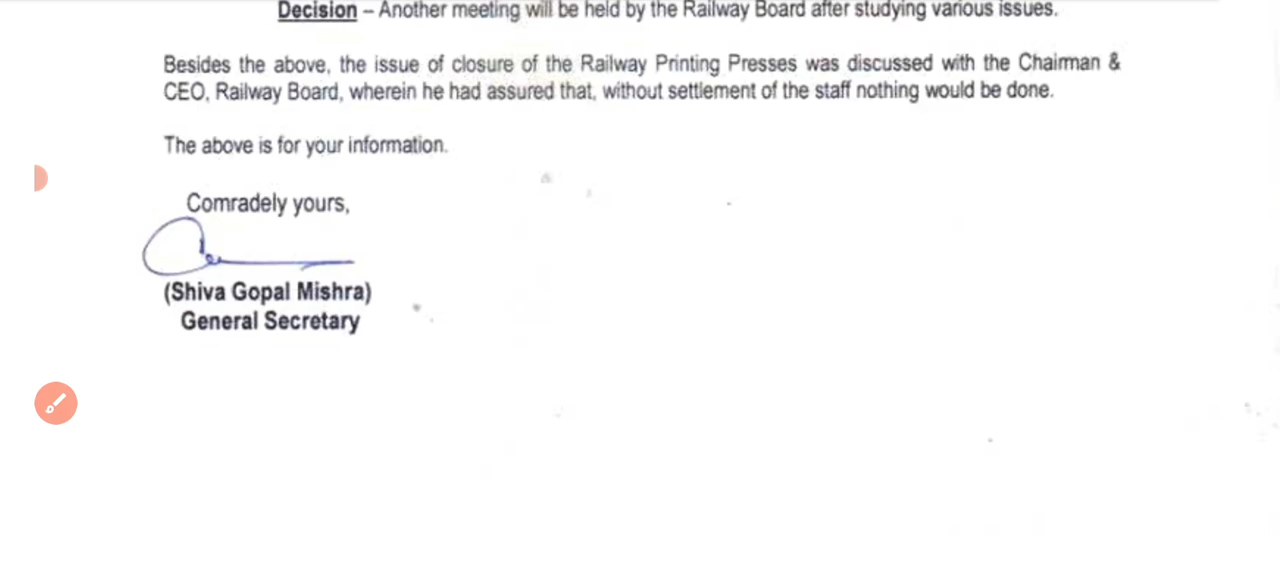 Decision – Another meeting will be held by the Railway Board after studying various issues.
Besides the above, the issue of closure of the Railway Printing Presses was discussed with the Chairman &
CEO, Railway Board, wherein he had assured that, without settlement of the staff nothing would be done.
The above is for your information.
Comradely yours,
(Shiva Gopal Mishra)
General Secretary